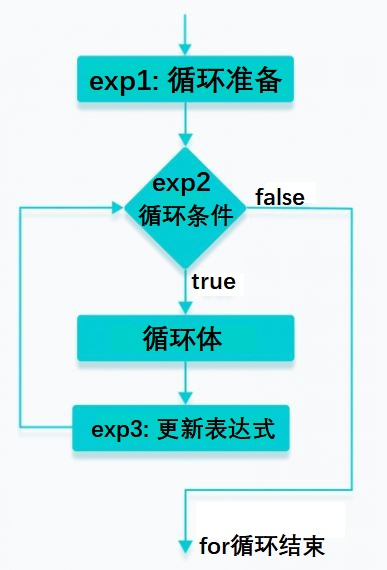 exp1: 循环准备
exp2
循环条件
false
true
循环体
exp3: 更新表达式
for循环结束